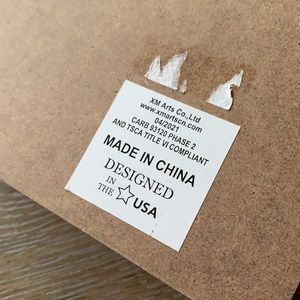 XM Arts Co.,Ltd
www.xmartscn.com
04/2021
CARB 93120 PHASE 2
AND TSCA TITLE VI COMPLIANT
MADE IN CHINA
DESIGNED
IN
THE USA